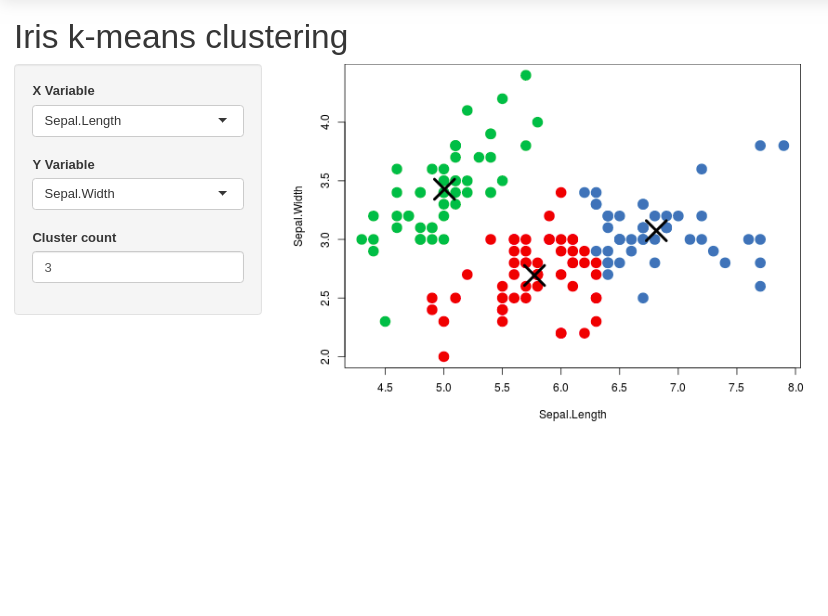 Iris k-means clustering
X Variable
Sepal.Length
Y Variable
Sepal.Width
Cluster count
3
Sepal.Width
4.0
3.5
3.0
2.5
2.0
4.5 5.0 5.5 6.0 6.5 7.0 7.5 8.0
Sepal.Length